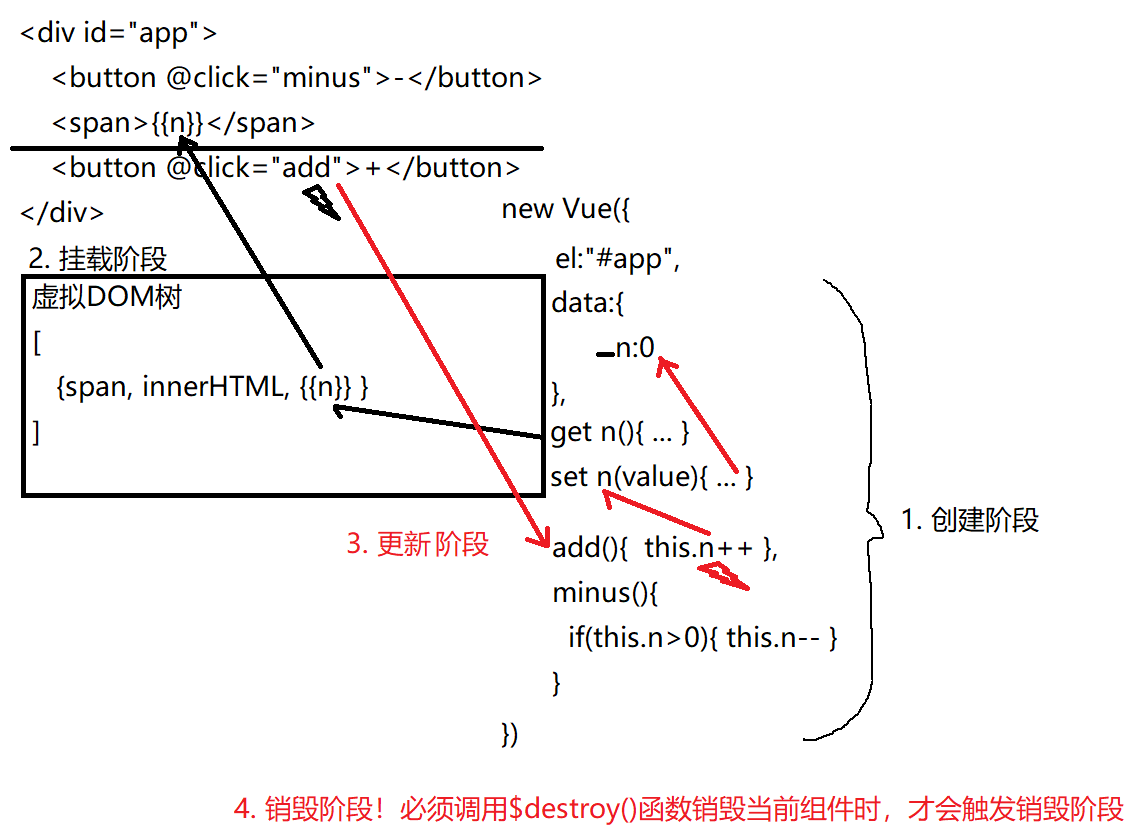 <div id="app">
<button @click="minus">-</button>
<span>{{n}}</span>
<button @click="add">+</button>
</div>
2. 挂载阶段
虚拟DOM树
[
{span, innerHTML, {{n}} }
]
new Vue({
el:"#app",
data:{
_n:0
},
get n(){ ... }
set n(value){ ... }
add(){ this.n++ },
minus(){
if(this.n>0){ this.n-- }
}
})
1. 创建阶段
3. 更新阶段
4. 销毁阶段！必须调用$destroy()函数销毁当前组件时，才会触发销毁阶段